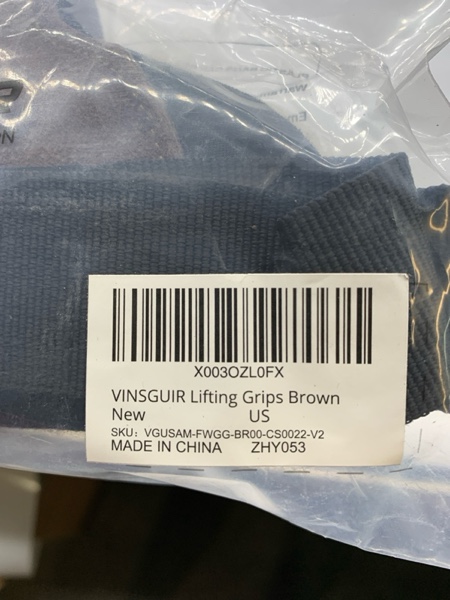 X003OZL0FX
VINSGUIR Lifting Grips Brown
New US
SKU: VGUSAM-FWGG-BR00-CS0022-V2
MADE IN CHINA ZHY053